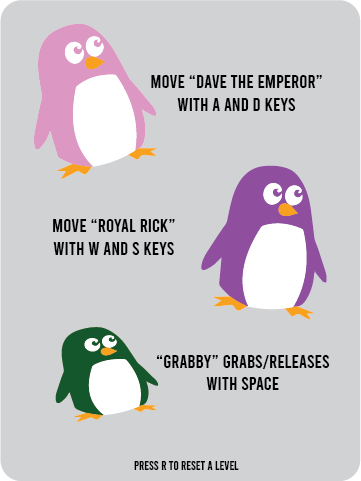 MOVE “DAVE THE EMPEROR”
WITH A AND D KEYS
MOVE “ROYAL RICK”
WITH W AND S KEYS
“GRABBY” GRABS/RELEASES
WITH SPACE
PRESS R TO RESET A LEVEL